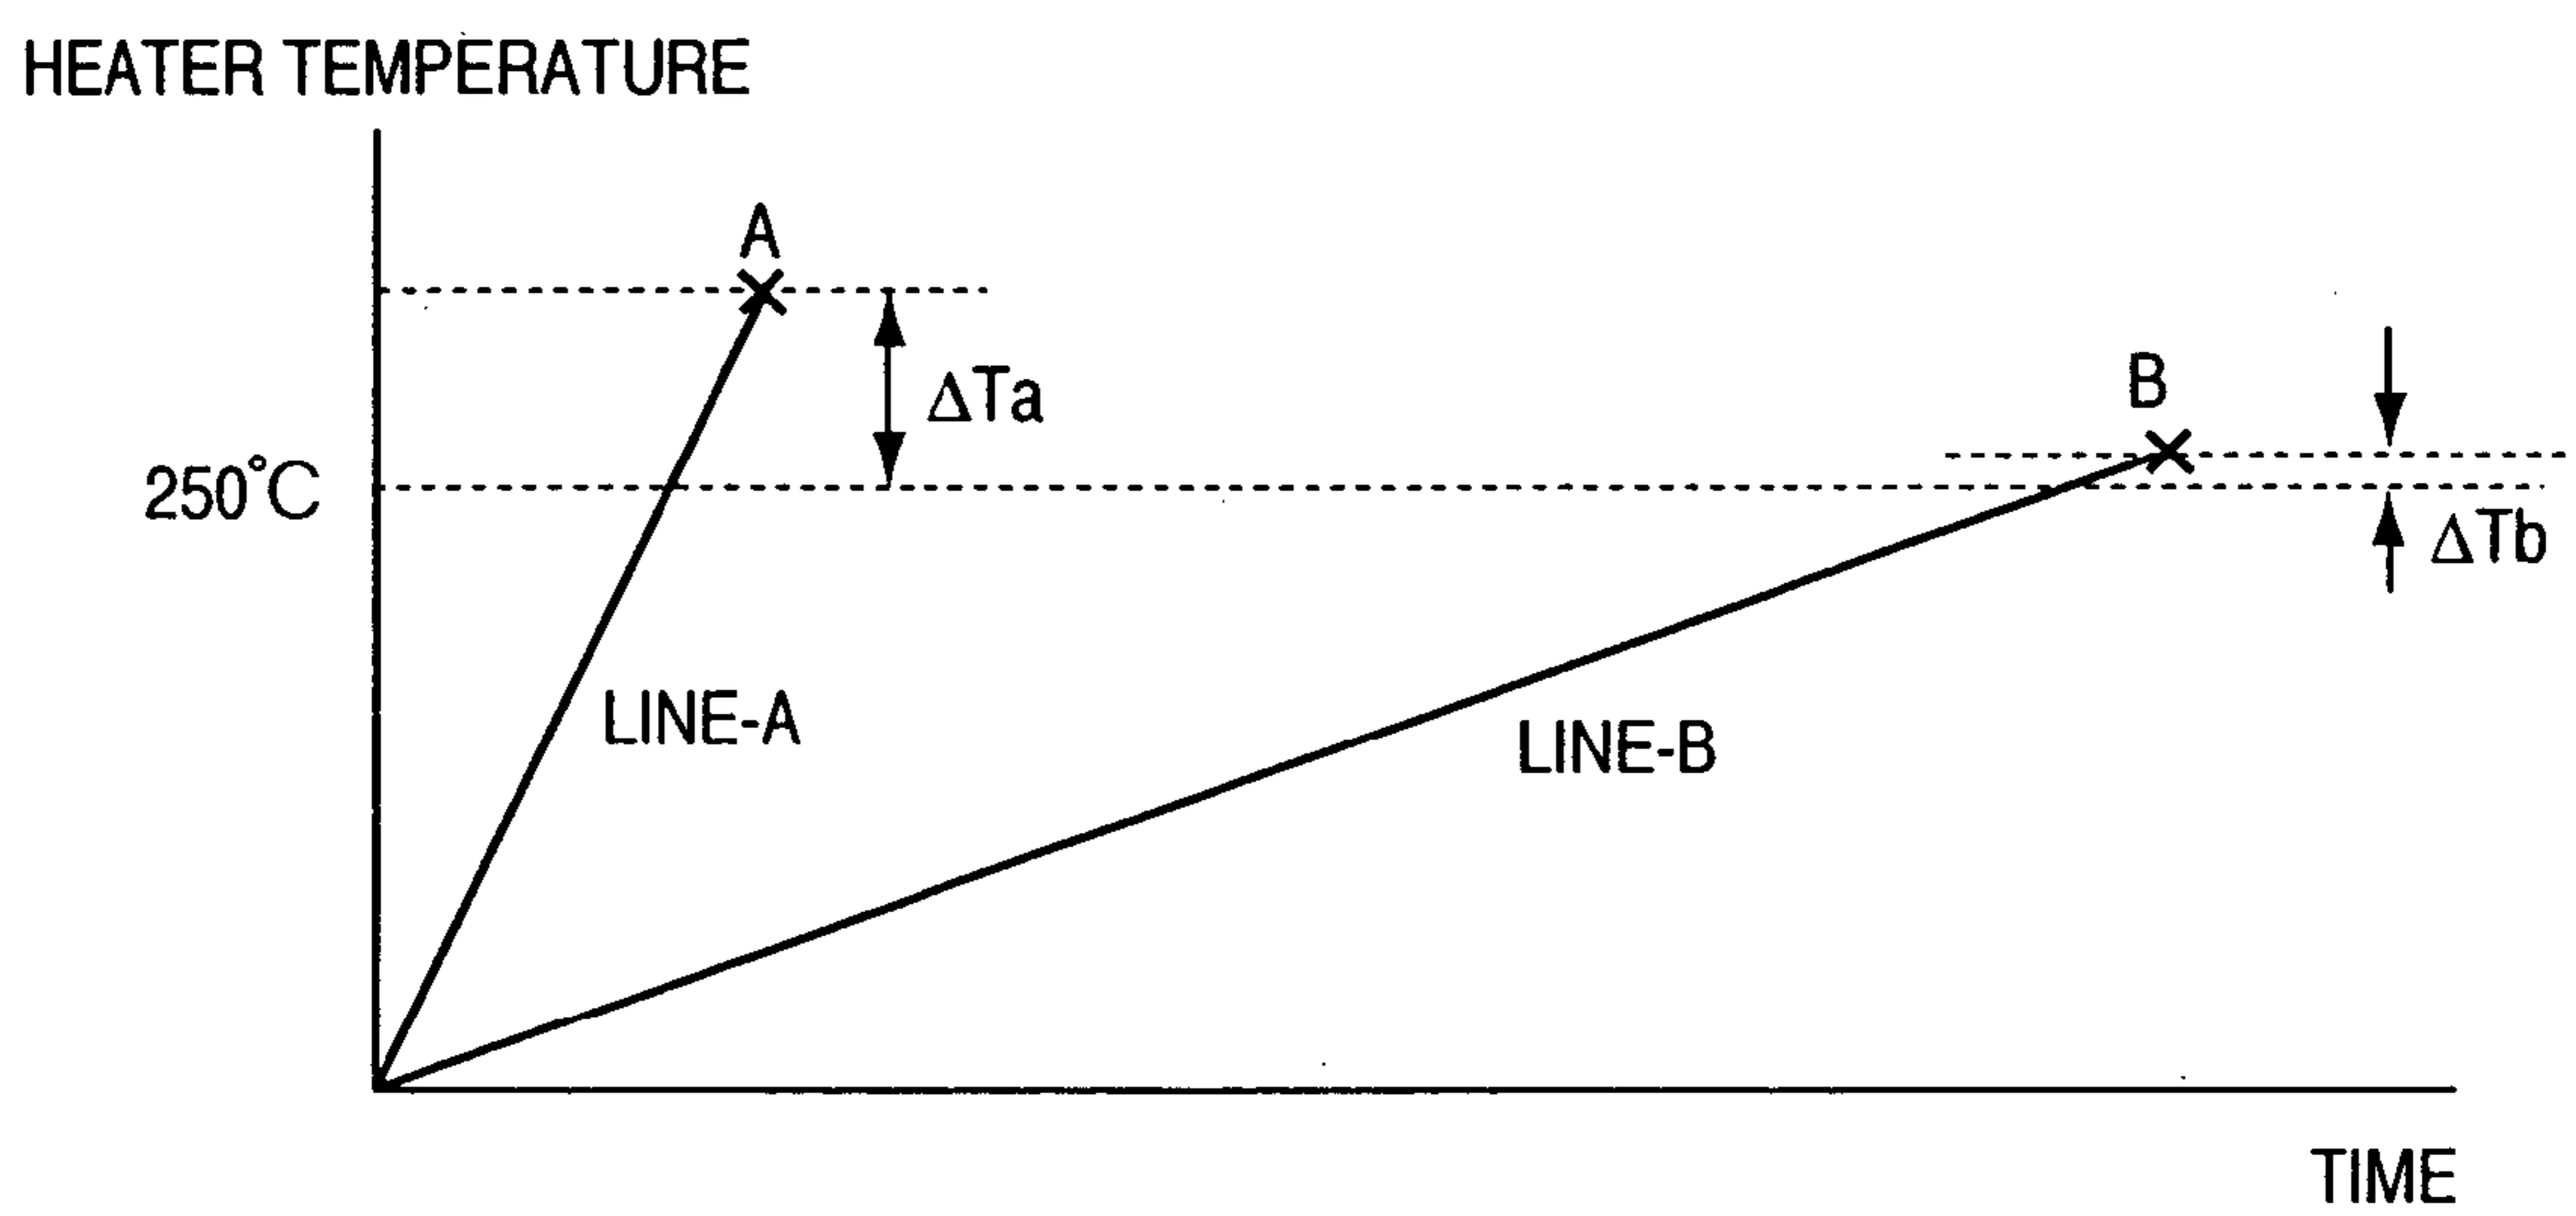 HEATER TEMPERATURE
A
ΔTa
B
250°C
ΔTb
LINE-A
LINE-B
TIME